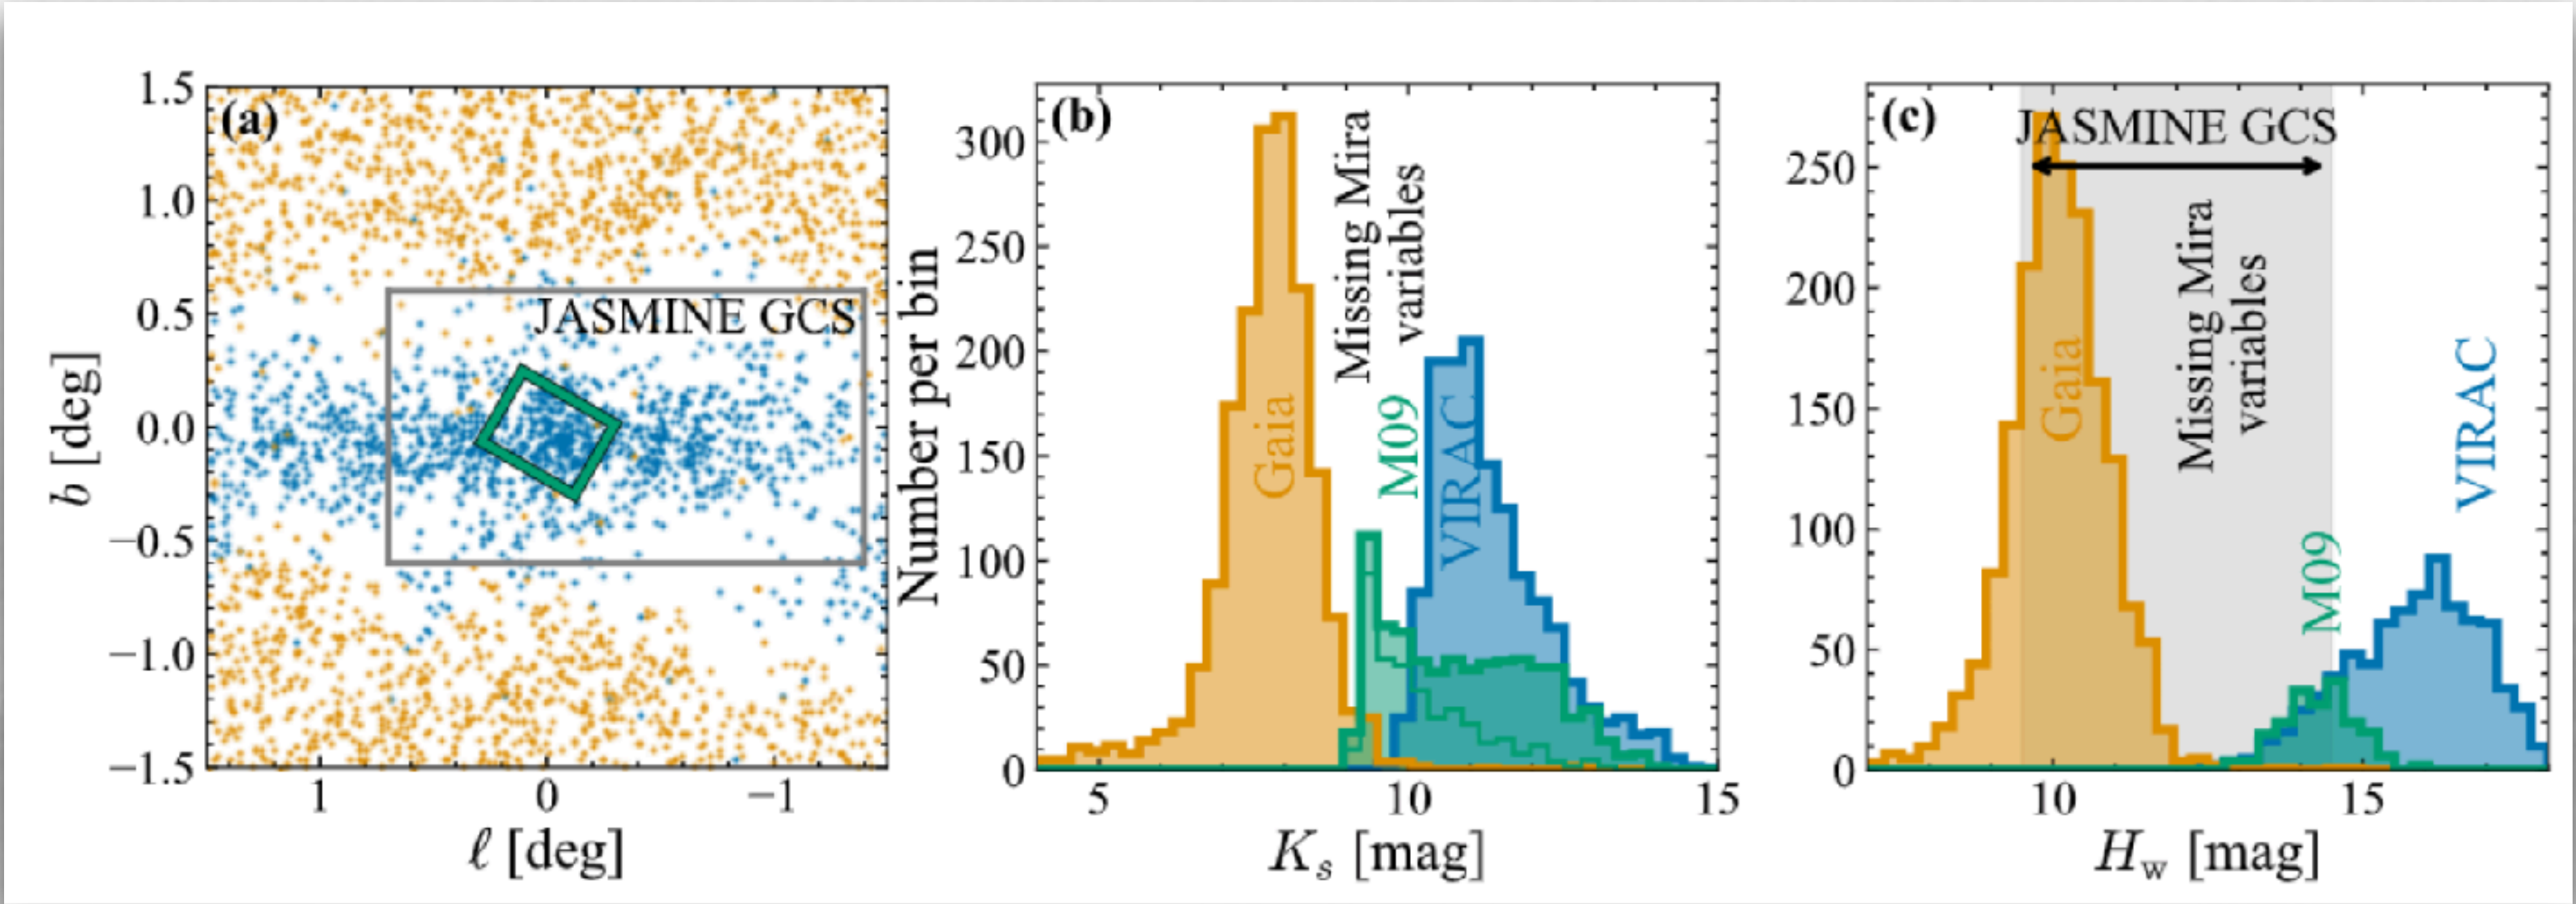 (a)
JASMINE GCS
1.5
1.0
0.5
0.0
−0.5
−1.0
−1.5
b [deg]
1
0
−1
ℓ [deg]
(b)
Missing Mira
variables
Gaia
M09
VIRAC
300
250
200
150
100
50
0
Number per bin
5
10
15
Ks [mag]
(c)
JASMINE GCS
Missing Mira
variables
Gaia
M09
VIRAC
250
200
150
100
50
0
10
15
Hw [mag]